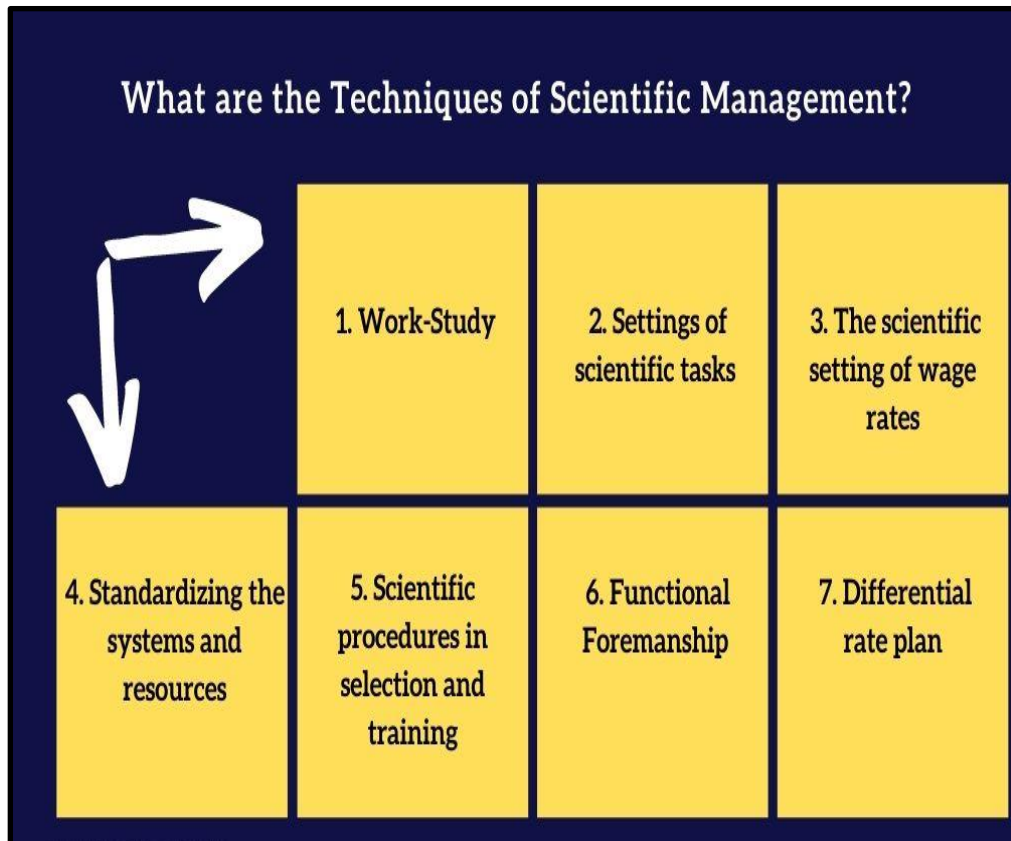 What are the Techniques of Scientific Management?
1. Work-Study
2. Settings of
scientific tasks
3. The scientific
setting of wage
rates
4. Standardizing the
systems and
resources
5. Scientific
procedures in
selection and
training
6. Functional
Foremanship
7. Differential
rate plan